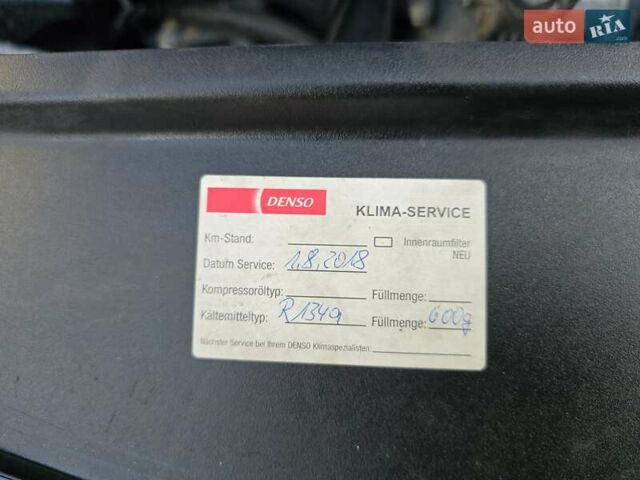 auto RIA.com
DENSO
KLIMA-SERVICE
Km-Stand: Innenraumfilter
NEU
Datum Service: 1.8.2018
Kompressoröltyp: Füllmenge:
Kältemitteltyp: R134a Füllmenge: 600g
Nächster Service bei Ihrem DENSO Klimaspezialisten: